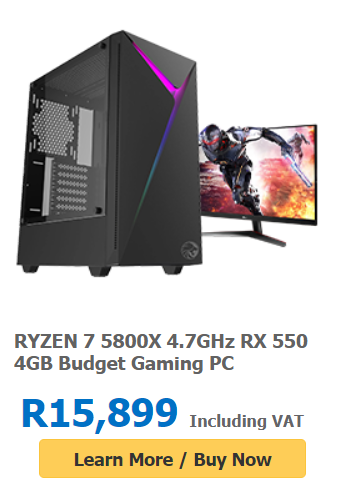 RYZEN 7 5800X 4.7GHz RX 550
4GB Budget Gaming PC
R15,899 Including VAT
Learn More / Buy Now